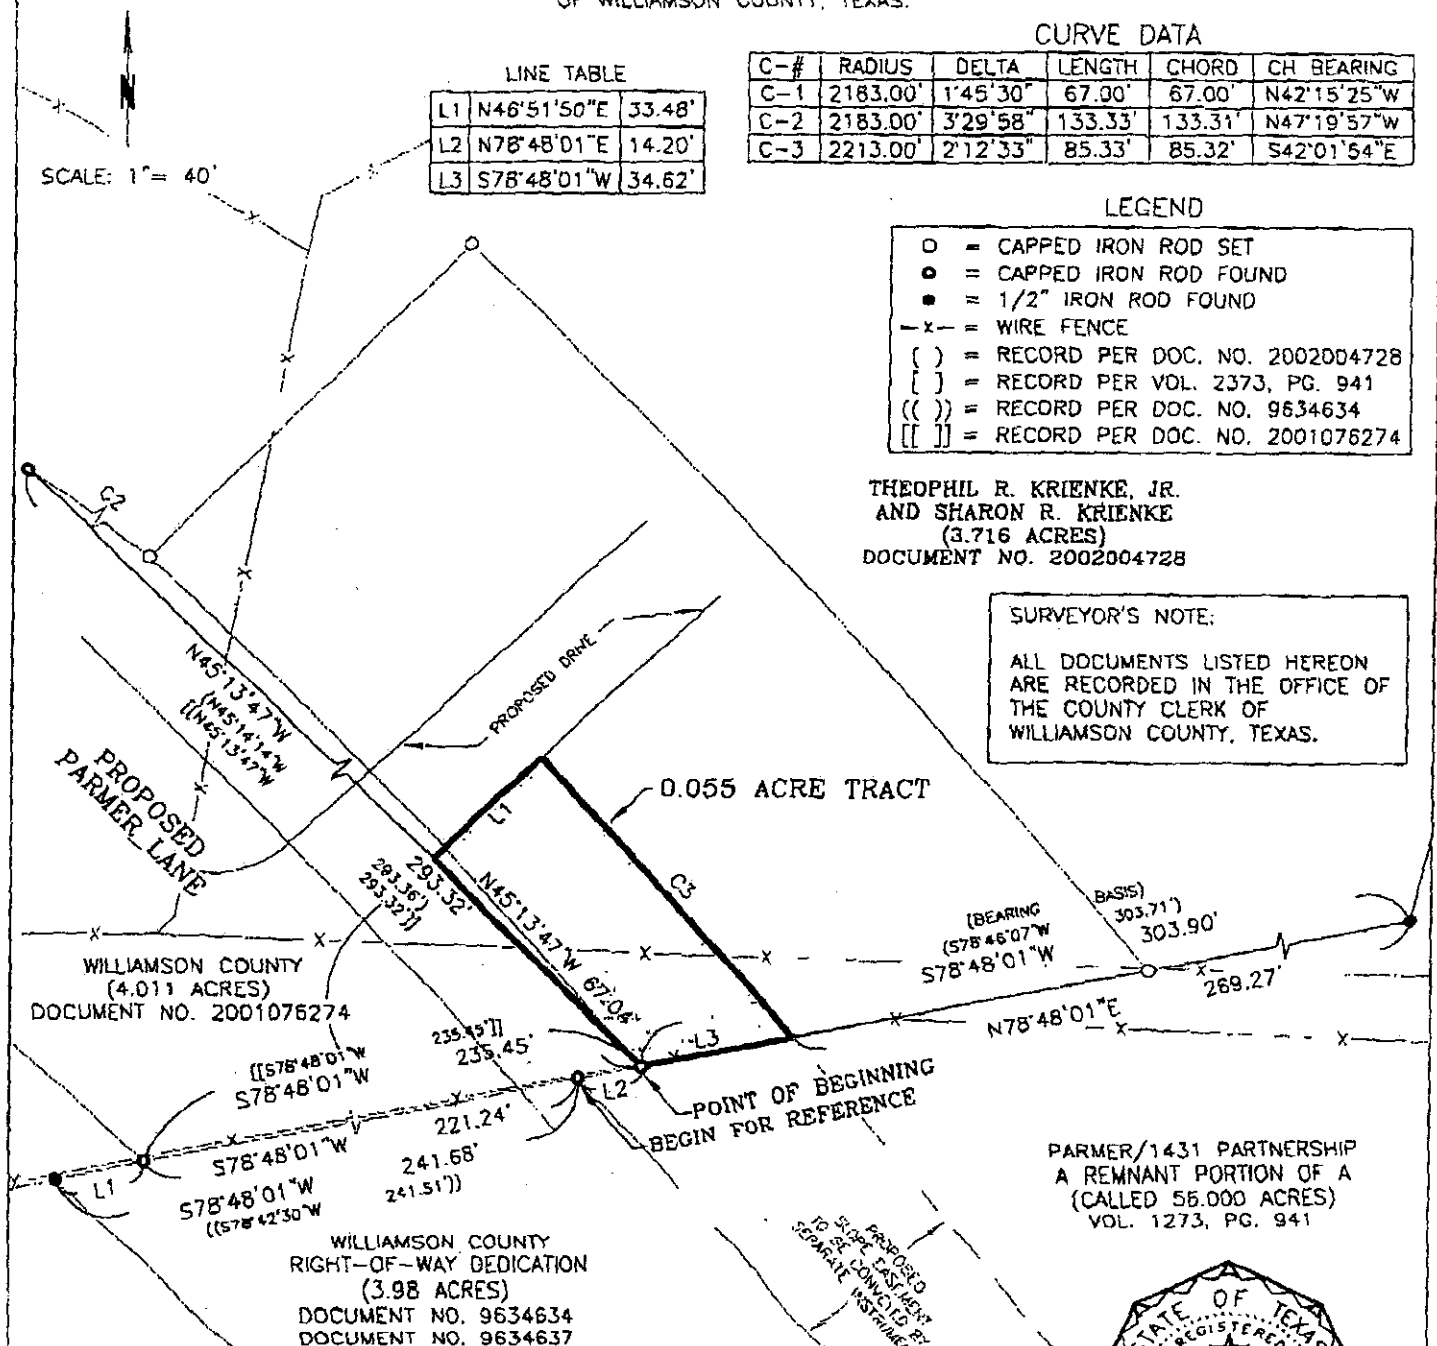 OF WILLIAMSON COUNTY, TEXAS.
N
SCALE: 1"= 40'
LINE TABLE
L1 N46°51'50"E 33.48'
L2 N78°48'01"E 14.20'
L3 S78°48'01"W 34.62'
CURVE DATA
C-# RADIUS DELTA LENGTH CHORD CH BEARING
C-1 2183.00' 1°45'30" 67.00' 67.00' N42°15'25"W
C-2 2183.00' 3°29'58" 133.33' 133.31' N47°19'57"W
C-3 2213.00' 2°12'33" 85.33' 85.32' S42°01'54"E
LEGEND
= CAPPED IRON ROD SET
= CAPPED IRON ROD FOUND
= 1/2" IRON ROD FOUND
—x— = WIRE FENCE
( ) = RECORD PER DOC. NO. 2002004728
[ ] = RECORD PER VOL. 2373, PG. 941
(( )) = RECORD PER DOC. NO. 9634634
[[ ]] = RECORD PER DOC. NO. 2001076274
THEOPHIL R. KRIENKE, JR.
AND SHARON R. KRIENKE
(3.716 ACRES)
DOCUMENT NO. 2002004728
SURVEYOR'S NOTE:
ALL DOCUMENTS LISTED HEREON
ARE RECORDED IN THE OFFICE OF
THE COUNTY CLERK OF
WILLIAMSON COUNTY, TEXAS.
C2
N45°13'47"W
(N45°14'14"W
[[N45°13'47"W
PROPOSED DRIVE
PROPOSED
PARMER LANE
0.055 ACRE TRACT
L1
C3
293.32'
293.36')
293.32']]
N45°13'47"W 67.04'
(BEARING BASIS)
(S78°46'07"W 303.71')
S78°48'01"W 303.90'
269.27'
N78°48'01"E
WILLIAMSON COUNTY
(4.011 ACRES)
DOCUMENT NO. 2001076274
[[S78°48'01"W 235.45']]
S78°48'01"W 235.45'
L3
L2
POINT OF BEGINNING
BEGIN FOR REFERENCE
S78°48'01"W 221.24'
L1
S78°48'01"W 241.68'
((S78°42'30"W 241.51'))
WILLIAMSON COUNTY
RIGHT-OF-WAY DEDICATION
(3.98 ACRES)
DOCUMENT NO. 9634634
DOCUMENT NO. 9634637
PROPOSED
SLOPE EASEMENT
TO BE CONVEYED BY
SEPARATE
PARMER/1431 PARTNERSHIP
A REMNANT PORTION OF A
(CALLED 56.000 ACRES)
VOL. 1273, PG. 941
STATE OF TEXAS
REGISTERED